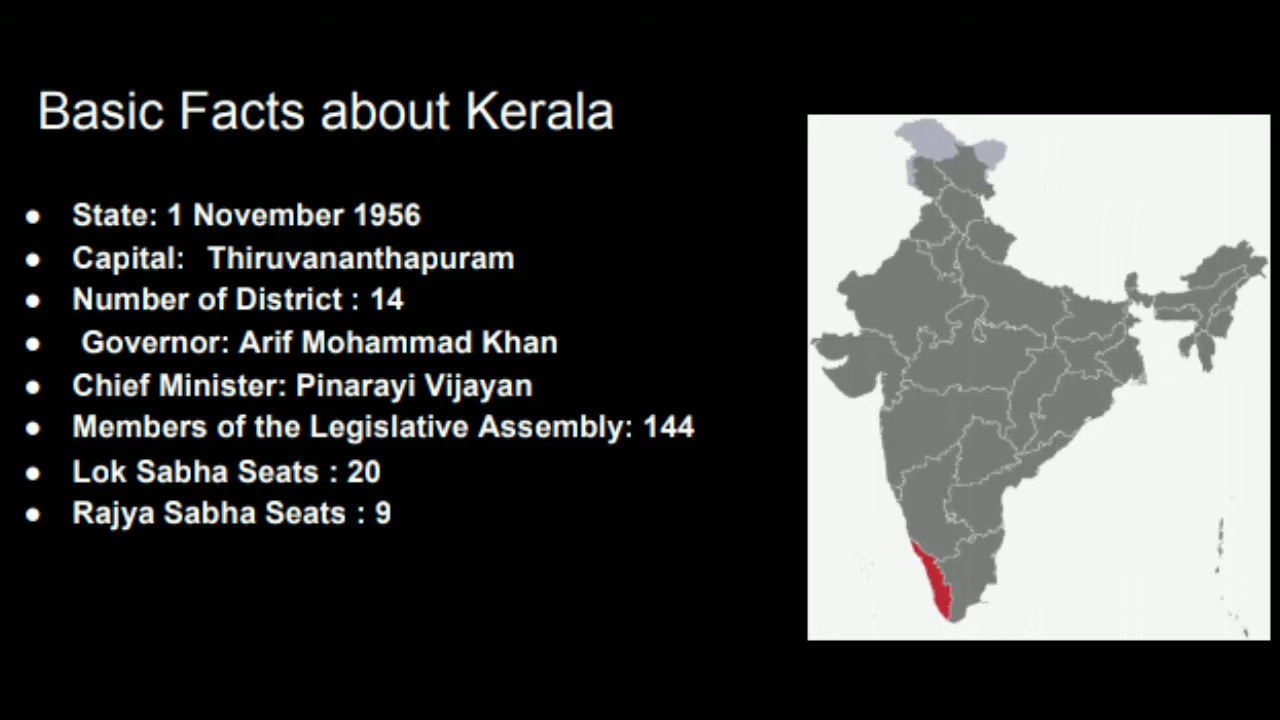 Basic Facts about Kerala
● State: 1 November 1956
● Capital: Thiruvananthapuram
● Number of District : 14
● Governor: Arif Mohammad Khan
● Chief Minister: Pinarayi Vijayan
● Members of the Legislative Assembly: 144
● Lok Sabha Seats : 20
● Rajya Sabha Seats : 9